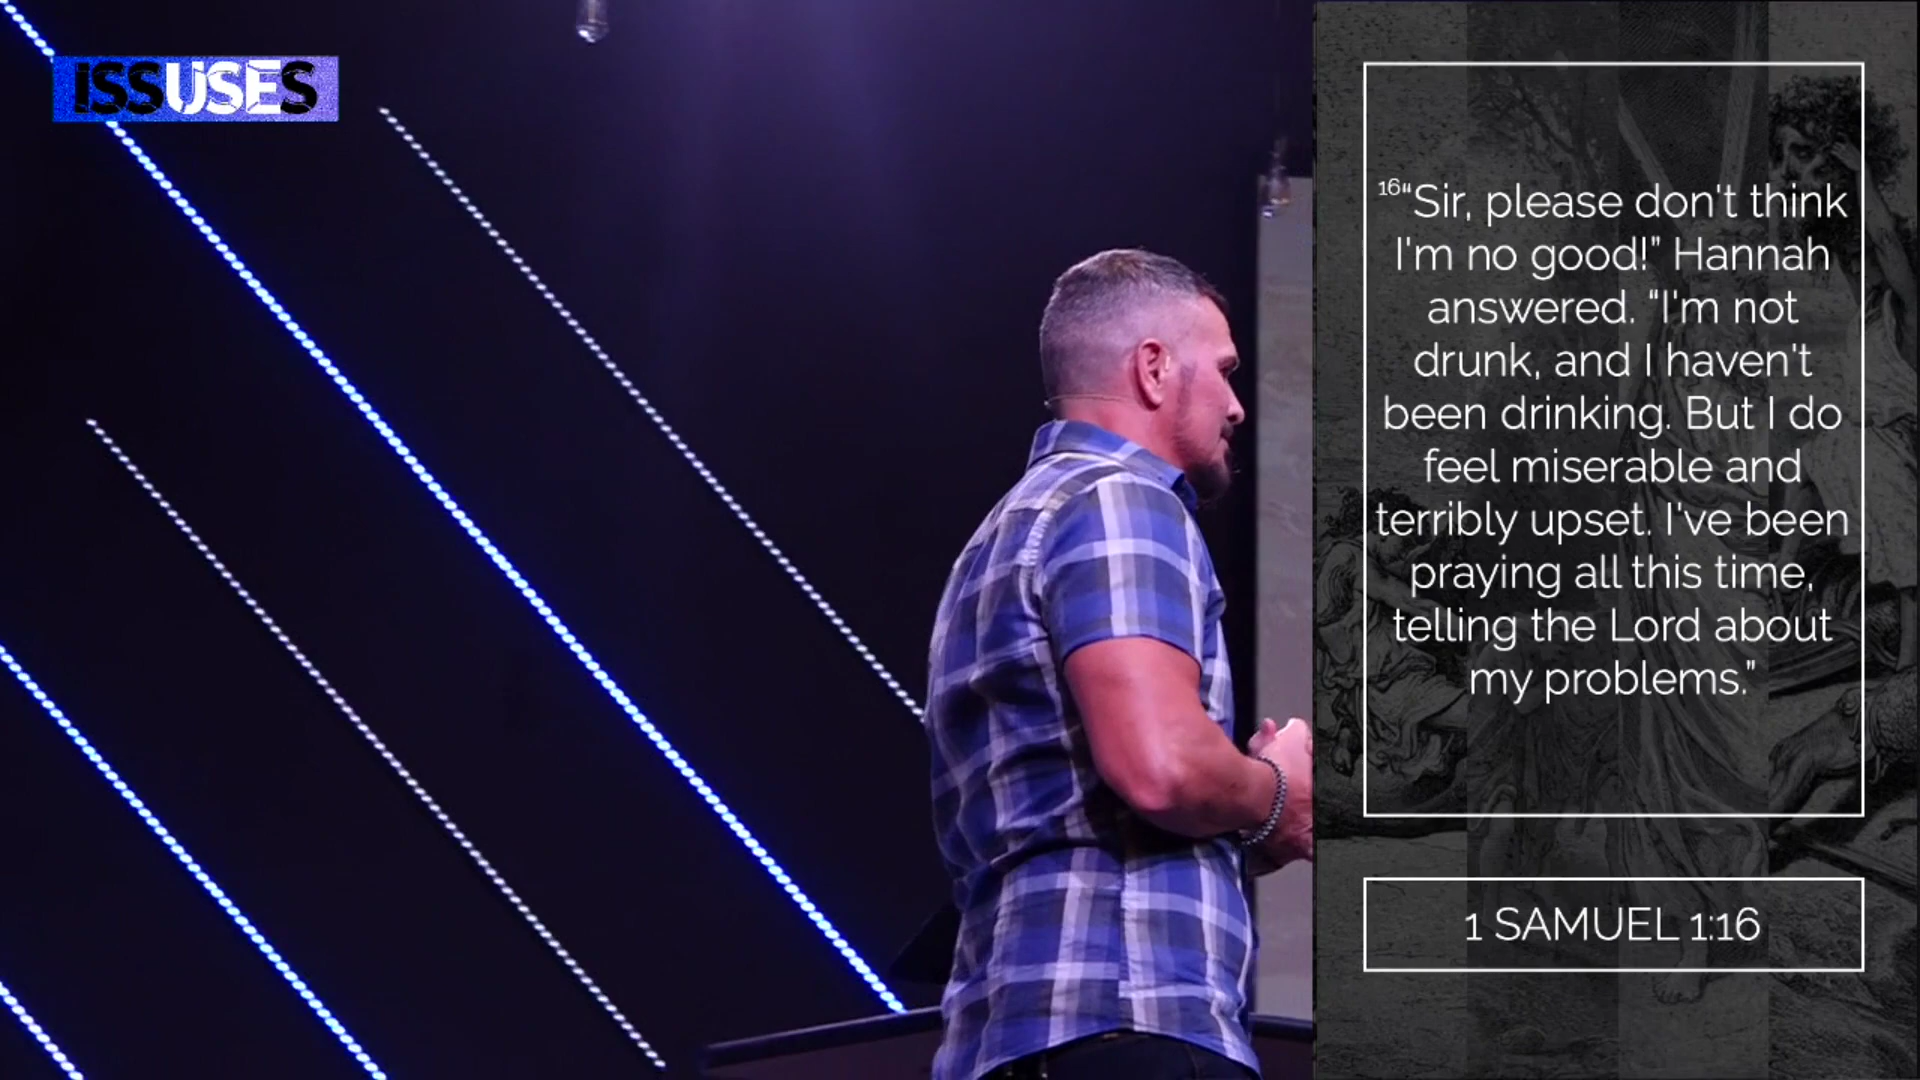 ISSUSES
16“Sir, please don't think
I'm no good!” Hannah
answered. “I'm not
drunk, and I haven't
been drinking. But I do
feel miserable and
terribly upset. I've been
praying all this time,
telling the Lord about
my problems.”
1 SAMUEL 1:16